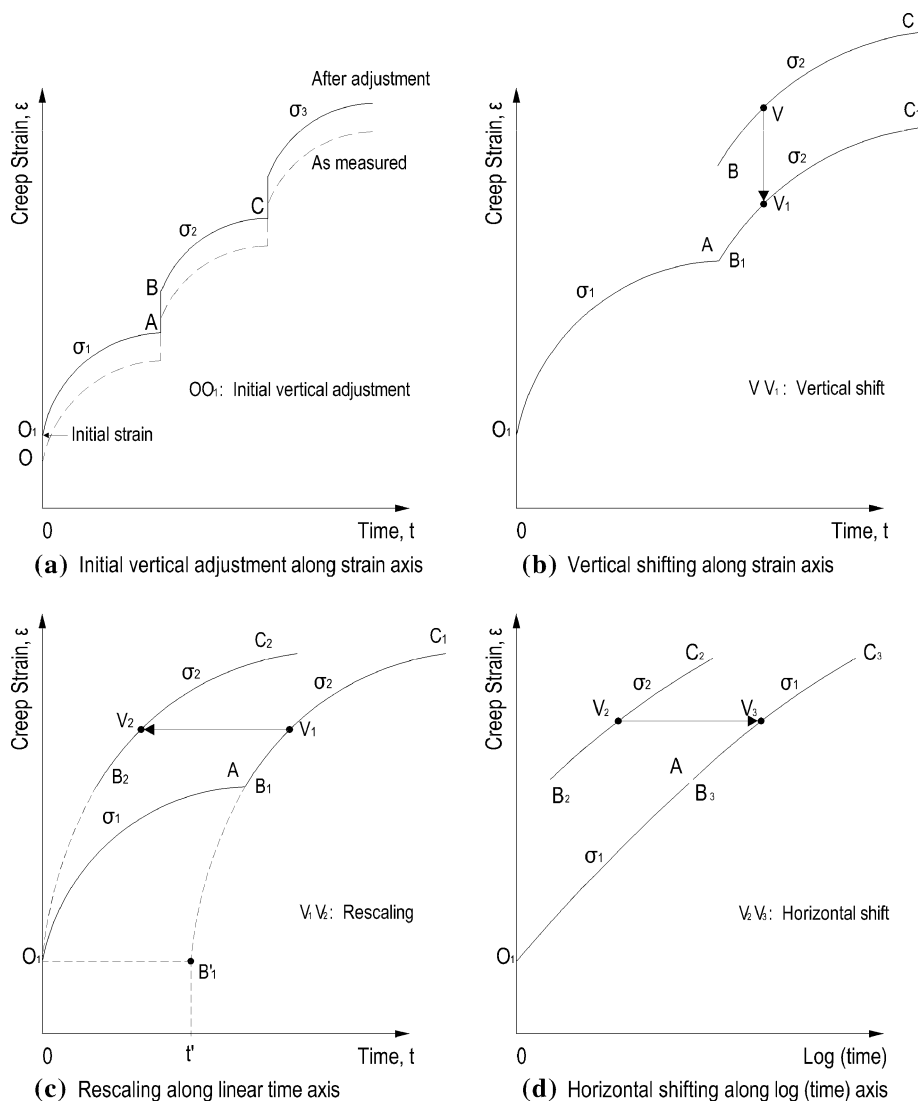 Creep Strain, ε
After adjustment
σ3
As measured
C
σ2
B
A
σ1
OO1: Initial vertical adjustment
O1
Initial strain
O
0
Time, t
(a) Initial vertical adjustment along strain axis
Creep Strain, ε
C
σ2
V
C1
B
σ2
V1
A
B1
σ1
V V1: Vertical shift
O1
0
Time, t
(b) Vertical shifting along strain axis
Creep Strain, ε
C2
C1
σ2
σ2
V2
V1
B2
A
B1
σ1
V1 V2: Rescaling
O1
B'1
0
t'
Time, t
(c) Rescaling along linear time axis
Creep Strain, ε
C2
C3
σ2
σ1
V2
V3
A
B2
B3
σ1
V2 V3: Horizontal shift
O1
0
Log (time)
(d) Horizontal shifting along log (time) axis